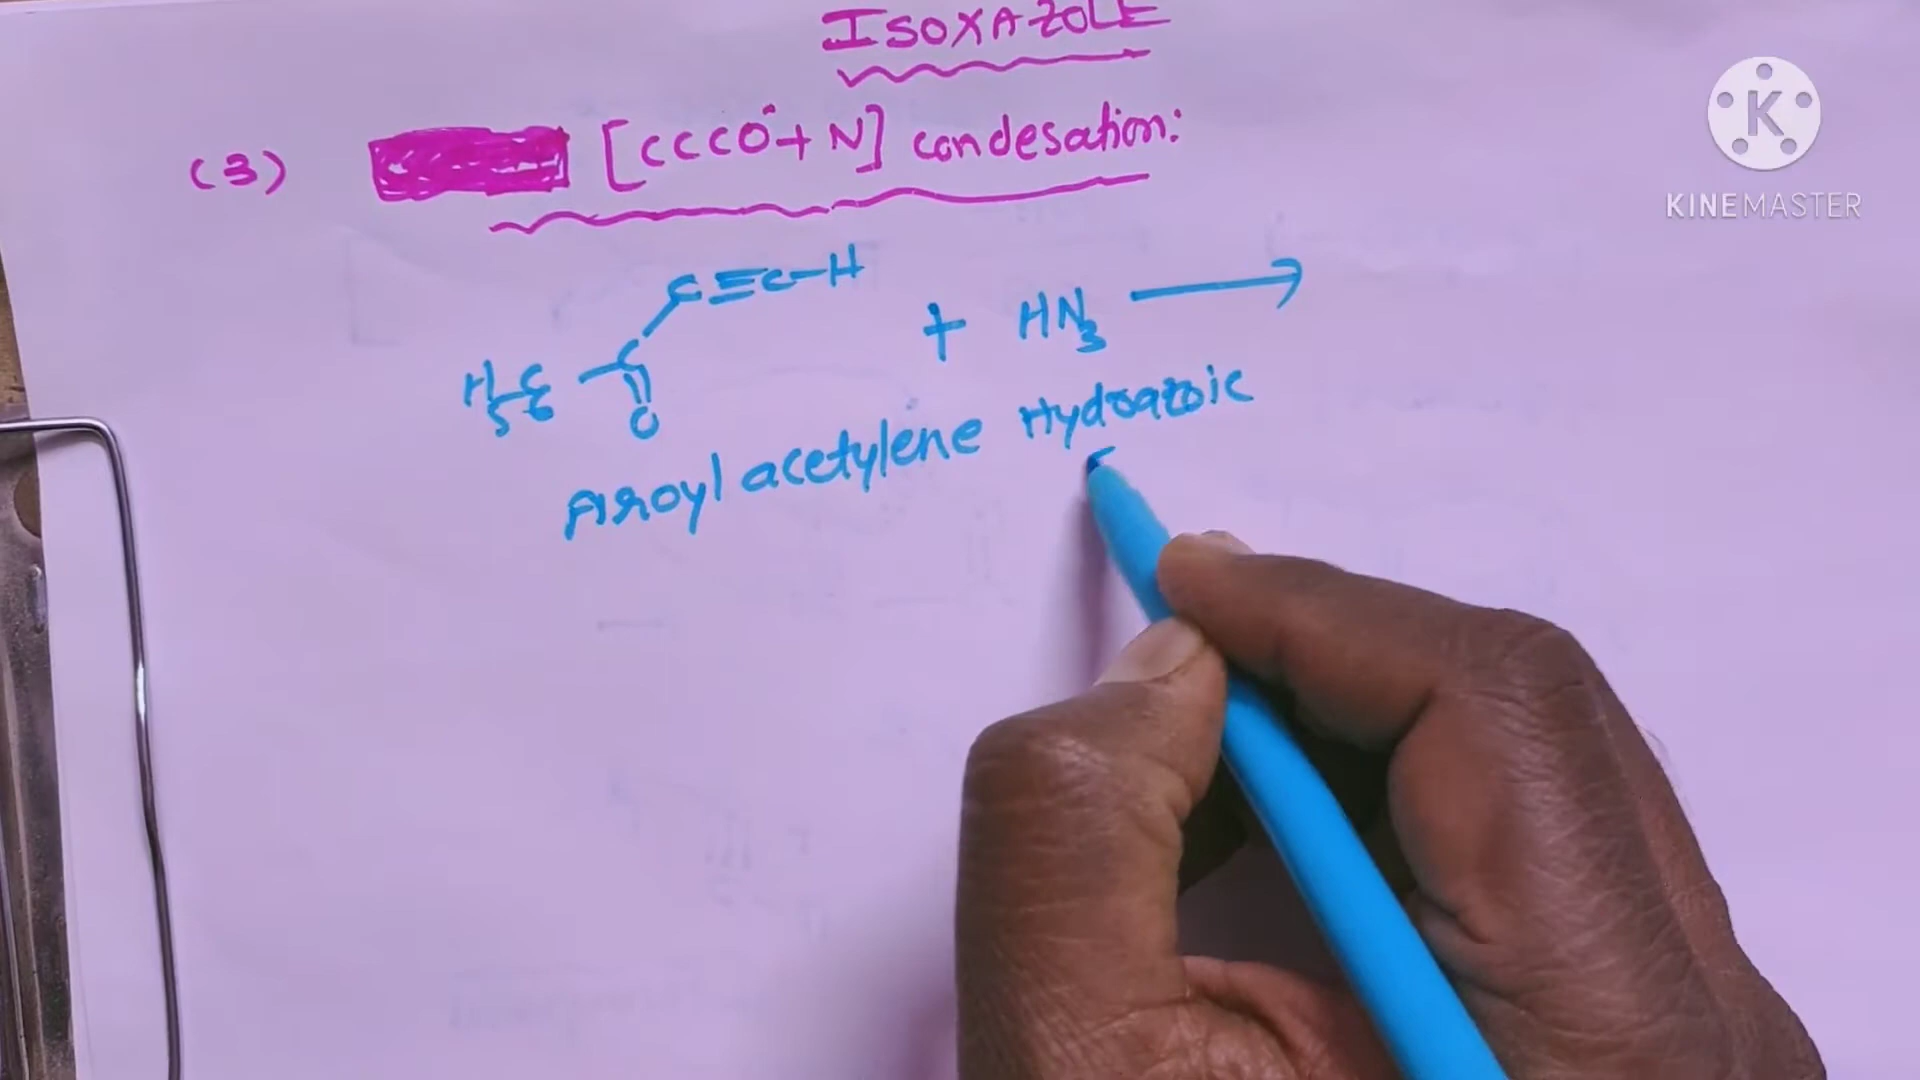 ISOXAZOLE
(3) [CCCO+N] condesation:
C≡C-H
H5C6-C + HN3 →
O
Aroyl acetylene Hydrazoic
K
KINEMASTER